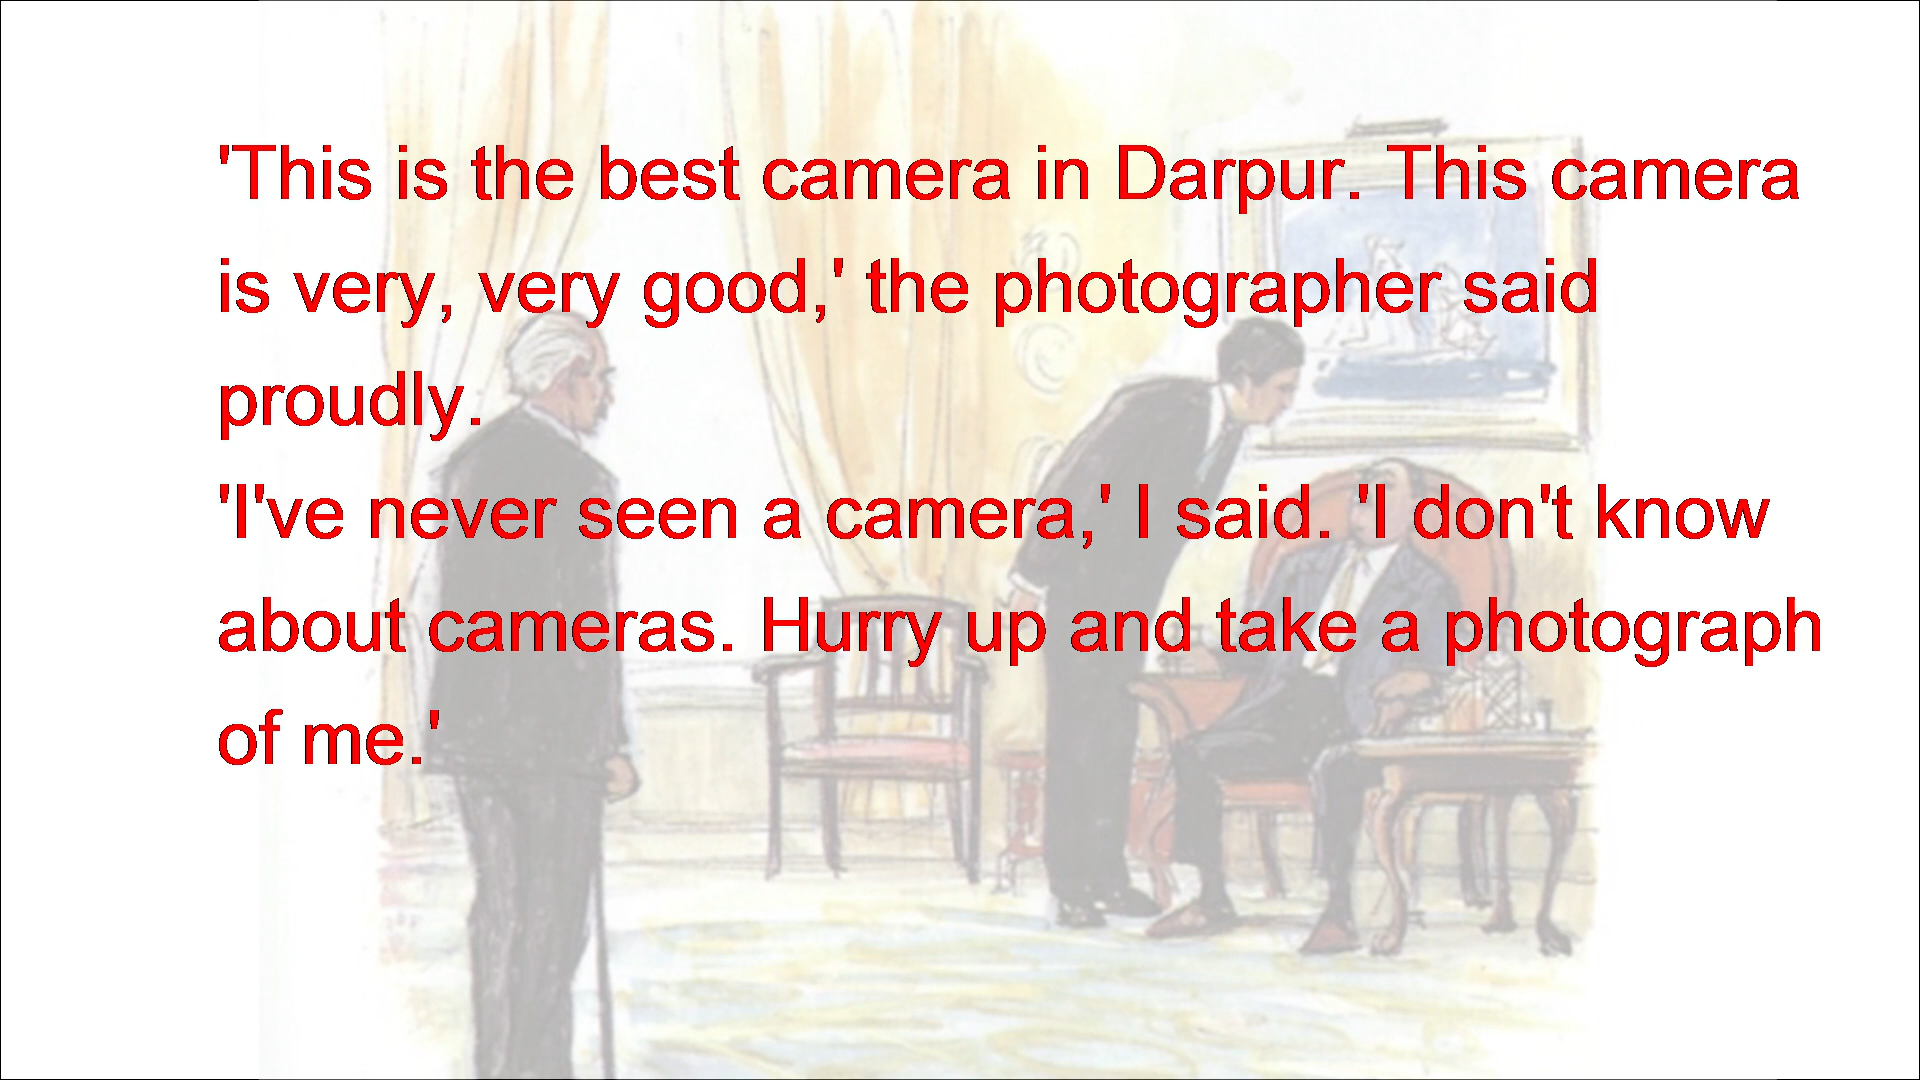 'This is the best camera in Darpur. This camera
is very, very good,' the photographer said
proudly.
'I've never seen a camera,' I said. 'I don't know
about cameras. Hurry up and take a photograph
of me.'